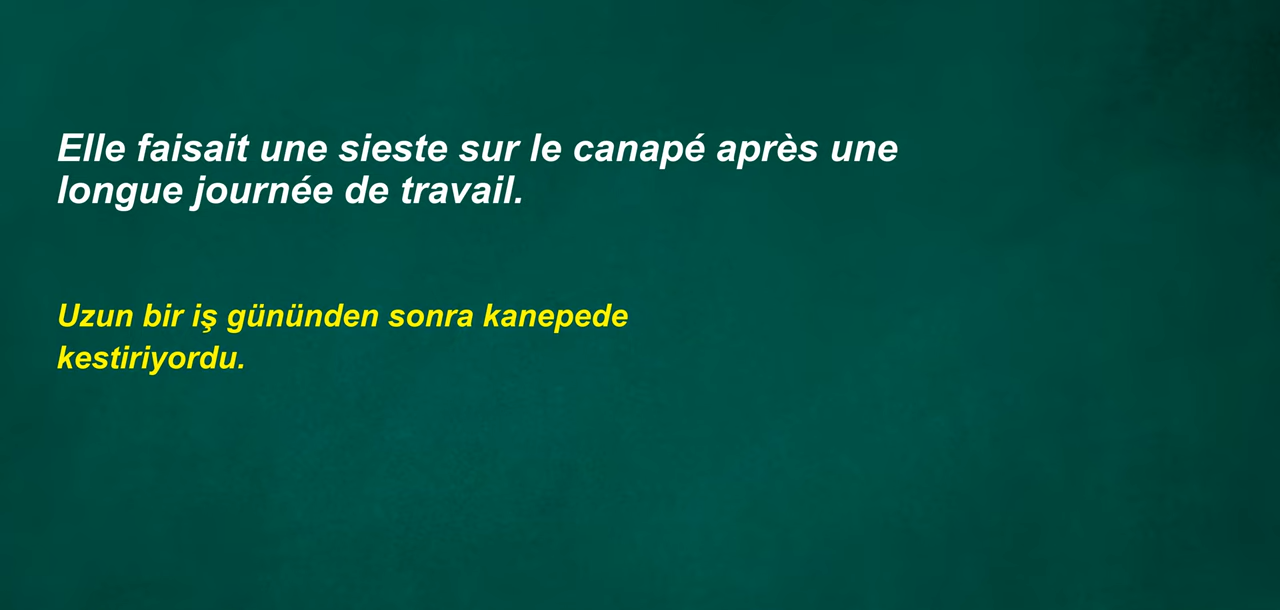 Elle faisait une sieste sur le canapé après une
longue journée de travail.
Uzun bir iş gününden sonra kanepede
kestiriyordu.